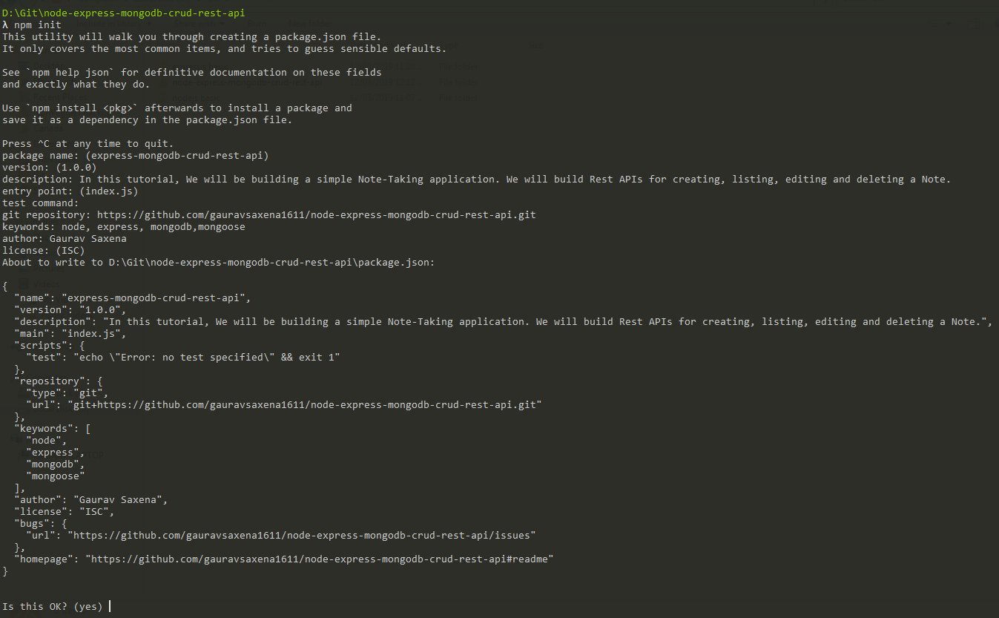 D:\Git\node-express-mongodb-crud-rest-api
λ npm init
This utility will walk you through creating a package.json file.
It only covers the most common items, and tries to guess sensible defaults.
See `npm help json` for definitive documentation on these fields
and exactly what they do.
Use `npm install <pkg>` afterwards to install a package and
save it as a dependency in the package.json file.
Press ^C at any time to quit.
package name: (express-mongodb-crud-rest-api)
version: (1.0.0)
description: In this tutorial, We will be building a simple Note-Taking application. We will build Rest APIs for creating, listing, editing and deleting a Note.
entry point: (index.js)
test command:
git repository: https://github.com/gauravsaxena1611/node-express-mongodb-crud-rest-api.git
keywords: node, express, mongodb,mongoose
author: Gaurav Saxena
license: (ISC)
About to write to D:\Git\node-express-mongodb-crud-rest-api\package.json:
{
  "name": "express-mongodb-crud-rest-api",
  "version": "1.0.0",
  "description": "In this tutorial, We will be building a simple Note-Taking application. We will build Rest APIs for creating, listing, editing and deleting a Note.",
  "main": "index.js",
  "scripts": {
    "test": "echo \"Error: no test specified\" && exit 1"
  },
  "repository": {
    "type": "git",
    "url": "git+https://github.com/gauravsaxena1611/node-express-mongodb-crud-rest-api.git"
  },
  "keywords": [
    "node",
    "express",
    "mongodb",
    "mongoose"
  ],
  "author": "Gaurav Saxena",
  "license": "ISC",
  "bugs": {
    "url": "https://github.com/gauravsaxena1611/node-express-mongodb-crud-rest-api/issues"
  },
  "homepage": "https://github.com/gauravsaxena1611/node-express-mongodb-crud-rest-api#readme"
}
Is this OK? (yes)